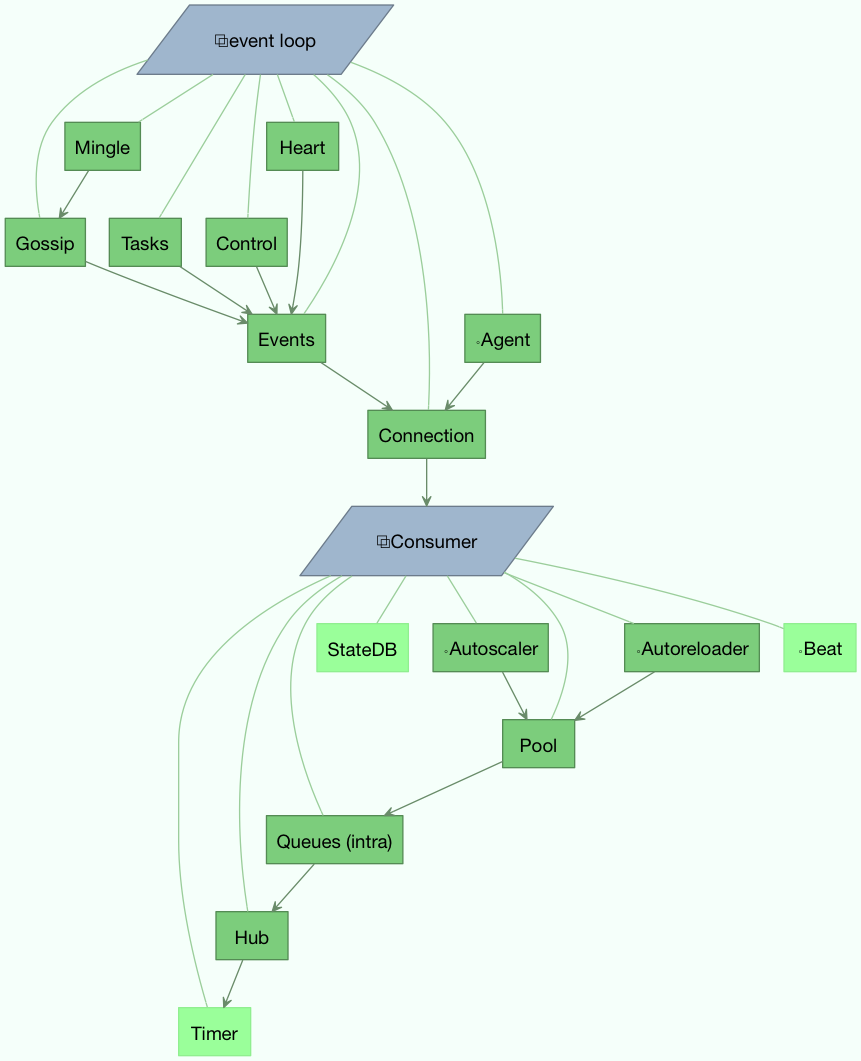 ⧉event loop
Mingle
Heart
Gossip
Tasks
Control
Events
◦Agent
Connection
⧉Consumer
StateDB
◦Autoscaler
◦Autoreloader
◦Beat
Pool
Queues (intra)
Hub
Timer